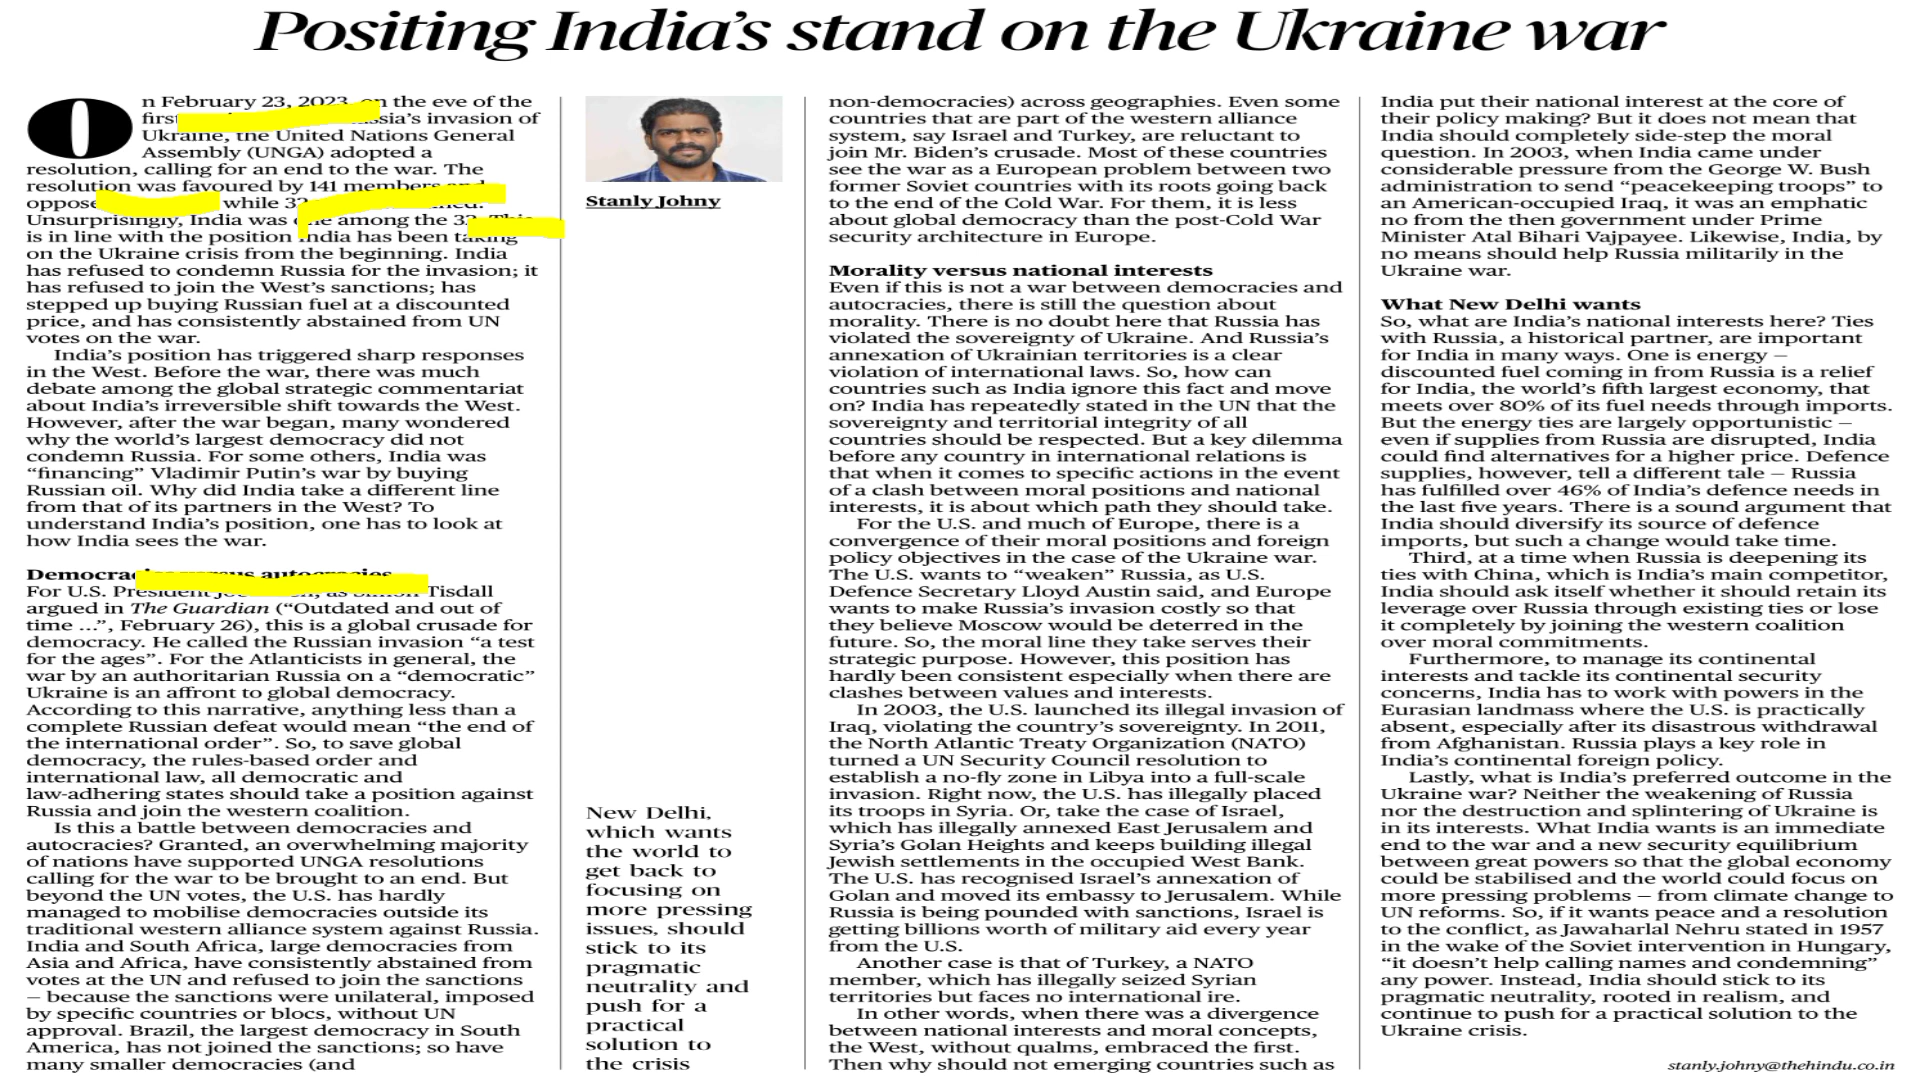 Positing India's stand on the Ukraine war
On February 23, 2023, on the eve of the
first sia's invasion of
Ukraine, the United Nations General
Assembly (UNGA) adopted a
resolution, calling for an end to the war. The
resolution was favoured by 141 members and
oppose while 32
Unsurprisingly, India was one among the 32. This
is in line with the position India has been taking
on the Ukraine crisis from the beginning. India
has refused to condemn Russia for the invasion; it
has refused to join the West's sanctions; has
stepped up buying Russian fuel at a discounted
price, and has consistently abstained from UN
votes on the war.
India's position has triggered sharp responses
in the West. Before the war, there was much
debate among the global strategic commentariat
about India's irreversible shift towards the West.
However, after the war began, many wondered
why the world's largest democracy did not
condemn Russia. For some others, India was
“financing” Vladimir Putin's war by buying
Russian oil. Why did India take a different line
from that of its partners in the West? To
understand India's position, one has to look at
how India sees the war.
Democracies versus autocracies
For U.S. President as Tisdall
argued in The Guardian (“Outdated and out of
time ...”, February 26), this is a global crusade for
democracy. He called the Russian invasion “a test
for the ages”. For the Atlanticists in general, the
war by an authoritarian Russia on a “democratic”
Ukraine is an affront to global democracy.
According to this narrative, anything less than a
complete Russian defeat would mean “the end of
the international order”. So, to save global
democracy, the rules-based order and
international law, all democratic and
law-adhering states should take a position against
Russia and join the western coalition.
Is this a battle between democracies and
autocracies? Granted, an overwhelming majority
of nations have supported UNGA resolutions
calling for the war to be brought to an end. But
beyond the UN votes, the U.S. has hardly
managed to mobilise democracies outside its
traditional western alliance system against Russia.
India and South Africa, large democracies from
Asia and Africa, have consistently abstained from
votes at the UN and refused to join the sanctions
– because the sanctions were unilateral, imposed
by specific countries or blocs, without UN
approval. Brazil, the largest democracy in South
America, has not joined the sanctions; so have
many smaller democracies (and
Stanly Johny
New Delhi,
which wants
the world to
get back to
focusing on
more pressing
issues, should
stick to its
pragmatic
neutrality and
push for a
practical
solution to
the crisis
non-democracies) across geographies. Even some
countries that are part of the western alliance
system, say Israel and Turkey, are reluctant to
join Mr. Biden's crusade. Most of these countries
see the war as a European problem between two
former Soviet countries with its roots going back
to the end of the Cold War. For them, it is less
about global democracy than the post-Cold War
security architecture in Europe.
Morality versus national interests
Even if this is not a war between democracies and
autocracies, there is still the question about
morality. There is no doubt here that Russia has
violated the sovereignty of Ukraine. And Russia's
annexation of Ukrainian territories is a clear
violation of international laws. So, how can
countries such as India ignore this fact and move
on? India has repeatedly stated in the UN that the
sovereignty and territorial integrity of all
countries should be respected. But a key dilemma
before any country in international relations is
that when it comes to specific actions in the event
of a clash between moral positions and national
interests, it is about which path they should take.
For the U.S. and much of Europe, there is a
convergence of their moral positions and foreign
policy objectives in the case of the Ukraine war.
The U.S. wants to “weaken” Russia, as U.S.
Defence Secretary Lloyd Austin said, and Europe
wants to make Russia's invasion costly so that
they believe Moscow would be deterred in the
future. So, the moral line they take serves their
strategic purpose. However, this position has
hardly been consistent especially when there are
clashes between values and interests.
In 2003, the U.S. launched its illegal invasion of
Iraq, violating the country's sovereignty. In 2011,
the North Atlantic Treaty Organization (NATO)
turned a UN Security Council resolution to
establish a no-fly zone in Libya into a full-scale
invasion. Right now, the U.S. has illegally placed
its troops in Syria. Or, take the case of Israel,
which has illegally annexed East Jerusalem and
Syria's Golan Heights and keeps building illegal
Jewish settlements in the occupied West Bank.
The U.S. has recognised Israel's annexation of
Golan and moved its embassy to Jerusalem. While
Russia is being pounded with sanctions, Israel is
getting billions worth of military aid every year
from the U.S.
Another case is that of Turkey, a NATO
member, which has illegally seized Syrian
territories but faces no international ire.
In other words, when there was a divergence
between national interests and moral concepts,
the West, without qualms, embraced the first.
Then why should not emerging countries such as
India put their national interest at the core of
their policy making? But it does not mean that
India should completely side-step the moral
question. In 2003, when India came under
considerable pressure from the George W. Bush
administration to send “peacekeeping troops” to
an American-occupied Iraq, it was an emphatic
no from the then government under Prime
Minister Atal Bihari Vajpayee. Likewise, India, by
no means should help Russia militarily in the
Ukraine war.
What New Delhi wants
So, what are India's national interests here? Ties
with Russia, a historical partner, are important
for India in many ways. One is energy –
discounted fuel coming in from Russia is a relief
for India, the world's fifth largest economy, that
meets over 80% of its fuel needs through imports.
But the energy ties are largely opportunistic –
even if supplies from Russia are disrupted, India
could find alternatives for a higher price. Defence
supplies, however, tell a different tale – Russia
has fulfilled over 46% of India's defence needs in
the last five years. There is a sound argument that
India should diversify its source of defence
imports, but such a change would take time.
Third, at a time when Russia is deepening its
ties with China, which is India's main competitor,
India should ask itself whether it should retain its
leverage over Russia through existing ties or lose
it completely by joining the western coalition
over moral commitments.
Furthermore, to manage its continental
interests and tackle its continental security
concerns, India has to work with powers in the
Eurasian landmass where the U.S. is practically
absent, especially after its disastrous withdrawal
from Afghanistan. Russia plays a key role in
India's continental foreign policy.
Lastly, what is India's preferred outcome in the
Ukraine war? Neither the weakening of Russia
nor the destruction and splintering of Ukraine is
in its interests. What India wants is an immediate
end to the war and a new security equilibrium
between great powers so that the global economy
could be stabilised and the world could focus on
more pressing problems – from climate change to
UN reforms. So, if it wants peace and a resolution
to the conflict, as Jawaharlal Nehru stated in 1957
in the wake of the Soviet intervention in Hungary,
“it doesn't help calling names and condemning”
any power. Instead, India should stick to its
pragmatic neutrality, rooted in realism, and
continue to push for a practical solution to the
Ukraine crisis.
stanly.johny@thehindu.co.in